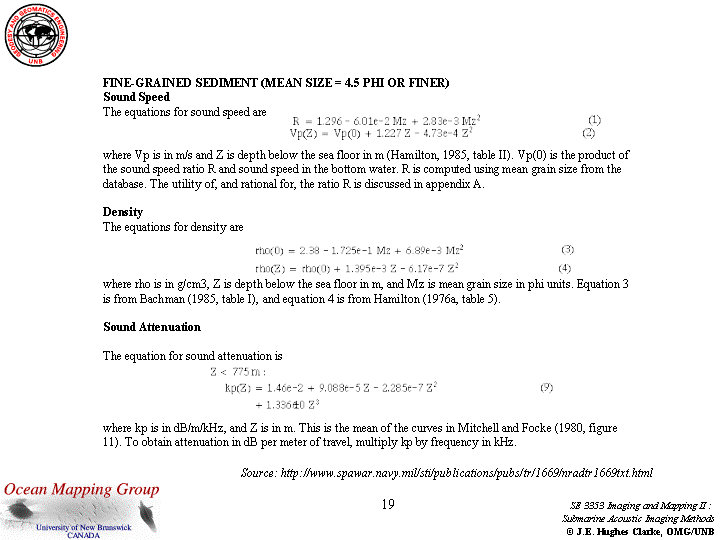 GEODESY AND GEOMATICS ENGINEERING
UNB
FINE-GRAINED SEDIMENT (MEAN SIZE = 4.5 PHI OR FINER)
Sound Speed
The equations for sound speed are
R = 1.296 - 6.01e-2 Mz + 2.83e-3 Mz² (1)
Vp(Z) = Vp(0) + 1.227 Z - 4.73e-4 Z² (2)
where Vp is in m/s and Z is depth below the sea floor in m (Hamilton, 1985, table II). Vp(0) is the product of
the sound speed ratio R and sound speed in the bottom water. R is computed using mean grain size from the
database. The utility of, and rational for, the ratio R is discussed in appendix A.
Density
The equations for density are
rho(0) = 2.38 - 1.725e-1 Mz + 6.89e-3 Mz² (3)
rho(Z) = rho(0) + 1.395e-3 Z - 6.17e-7 Z² (4)
where rho is in g/cm3, Z is depth below the sea floor in m, and Mz is mean grain size in phi units. Equation 3
is from Bachman (1985, table I), and equation 4 is from Hamilton (1976a, table 5).
Sound Attenuation
The equation for sound attenuation is
Z < 775 m :
kp(Z) = 1.46e-2 + 9.088e-5 Z - 2.285e-7 Z² (9)
+ Z³
where kp is in dB/m/kHz, and Z is in m. This is the mean of the curves in Mitchell and Focke (1980, figure
11). To obtain attenuation in dB per meter of travel, multiply kp by frequency in kHz.
Source: http://www.spawar.navy.mil/sti/publications/pubs/tr/1669/nradtr1669txt.html
Ocean Mapping Group
University of New Brunswick
CANADA
19
SE 3353 Imaging and Mapping II :
Submarine Acoustic Imaging Methods
© J.E. Hughes Clarke, OMG/UNB